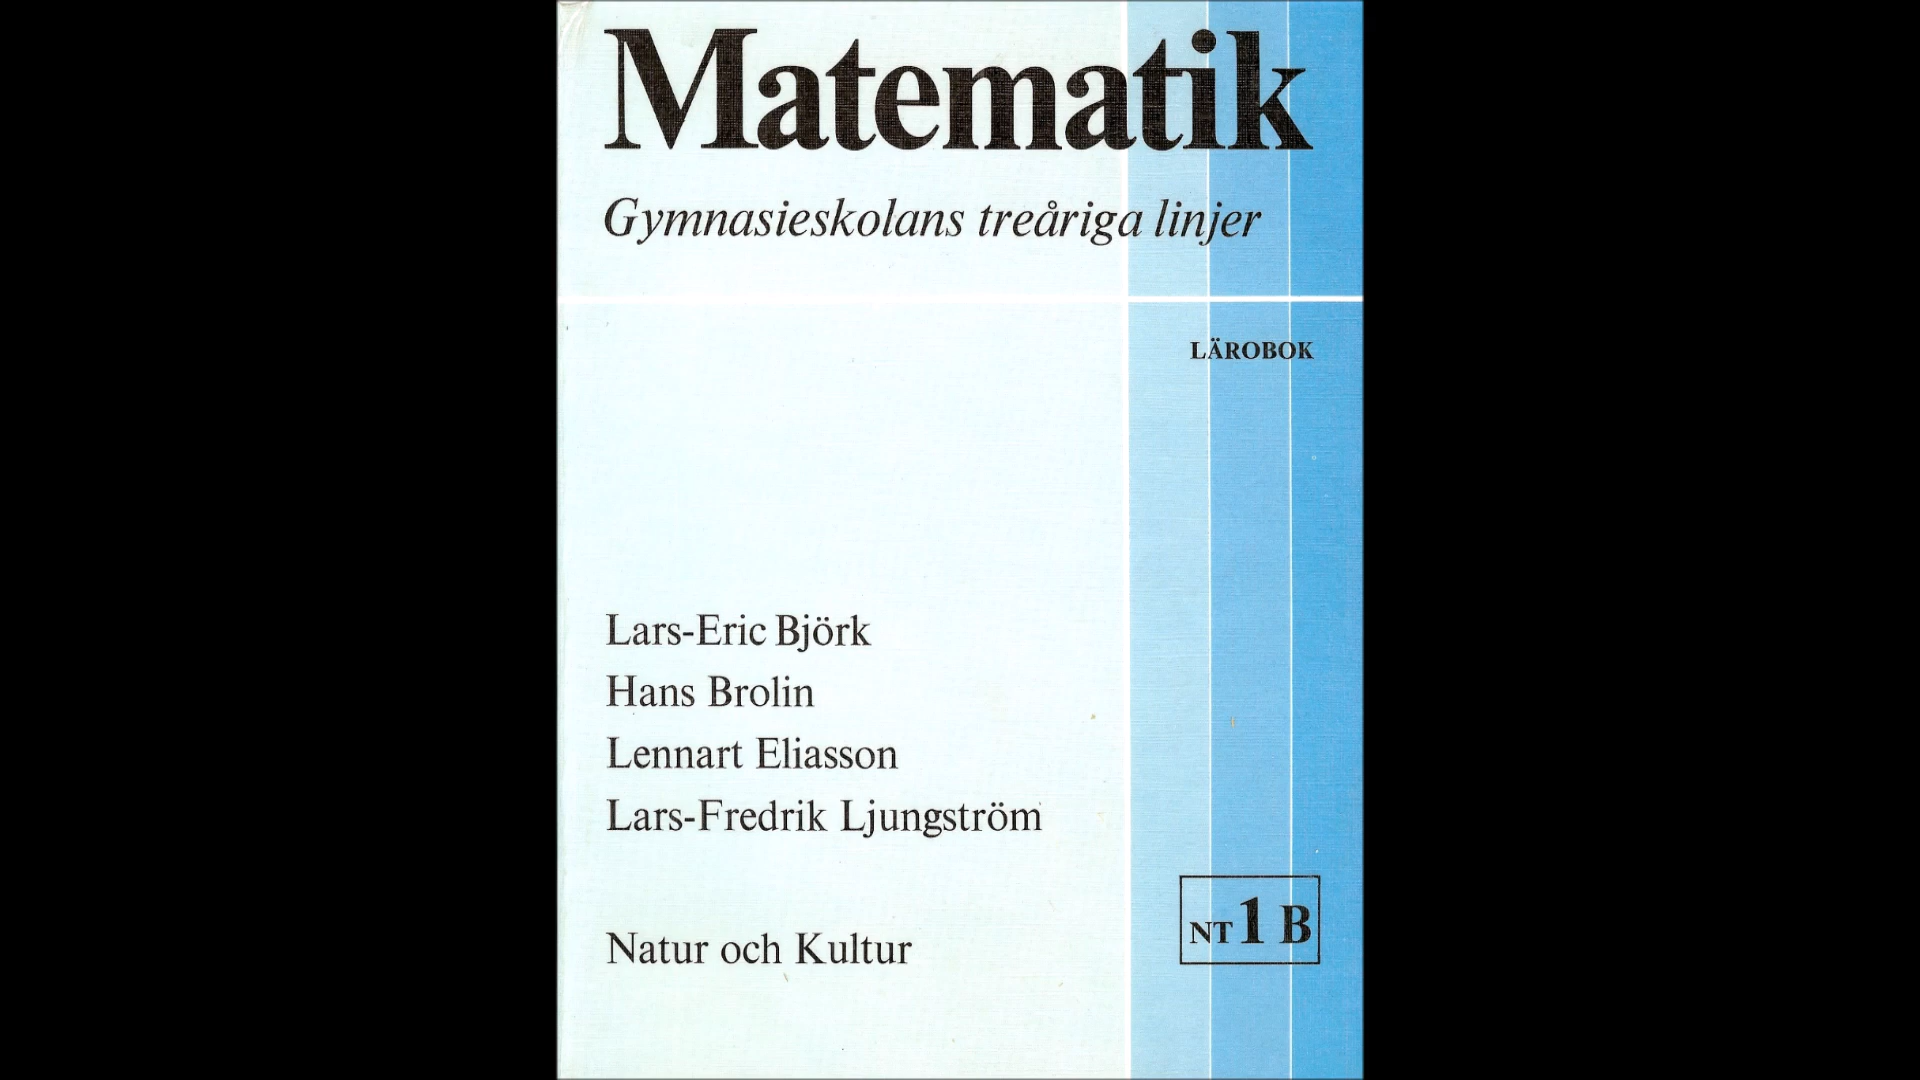 Matematik
Gymnasieskolans treåriga linjer
LÄROBOK
Lars-Eric Björk
Hans Brolin
Lennart Eliasson
Lars-Fredrik Ljungström
Natur och Kultur
NT 1 B